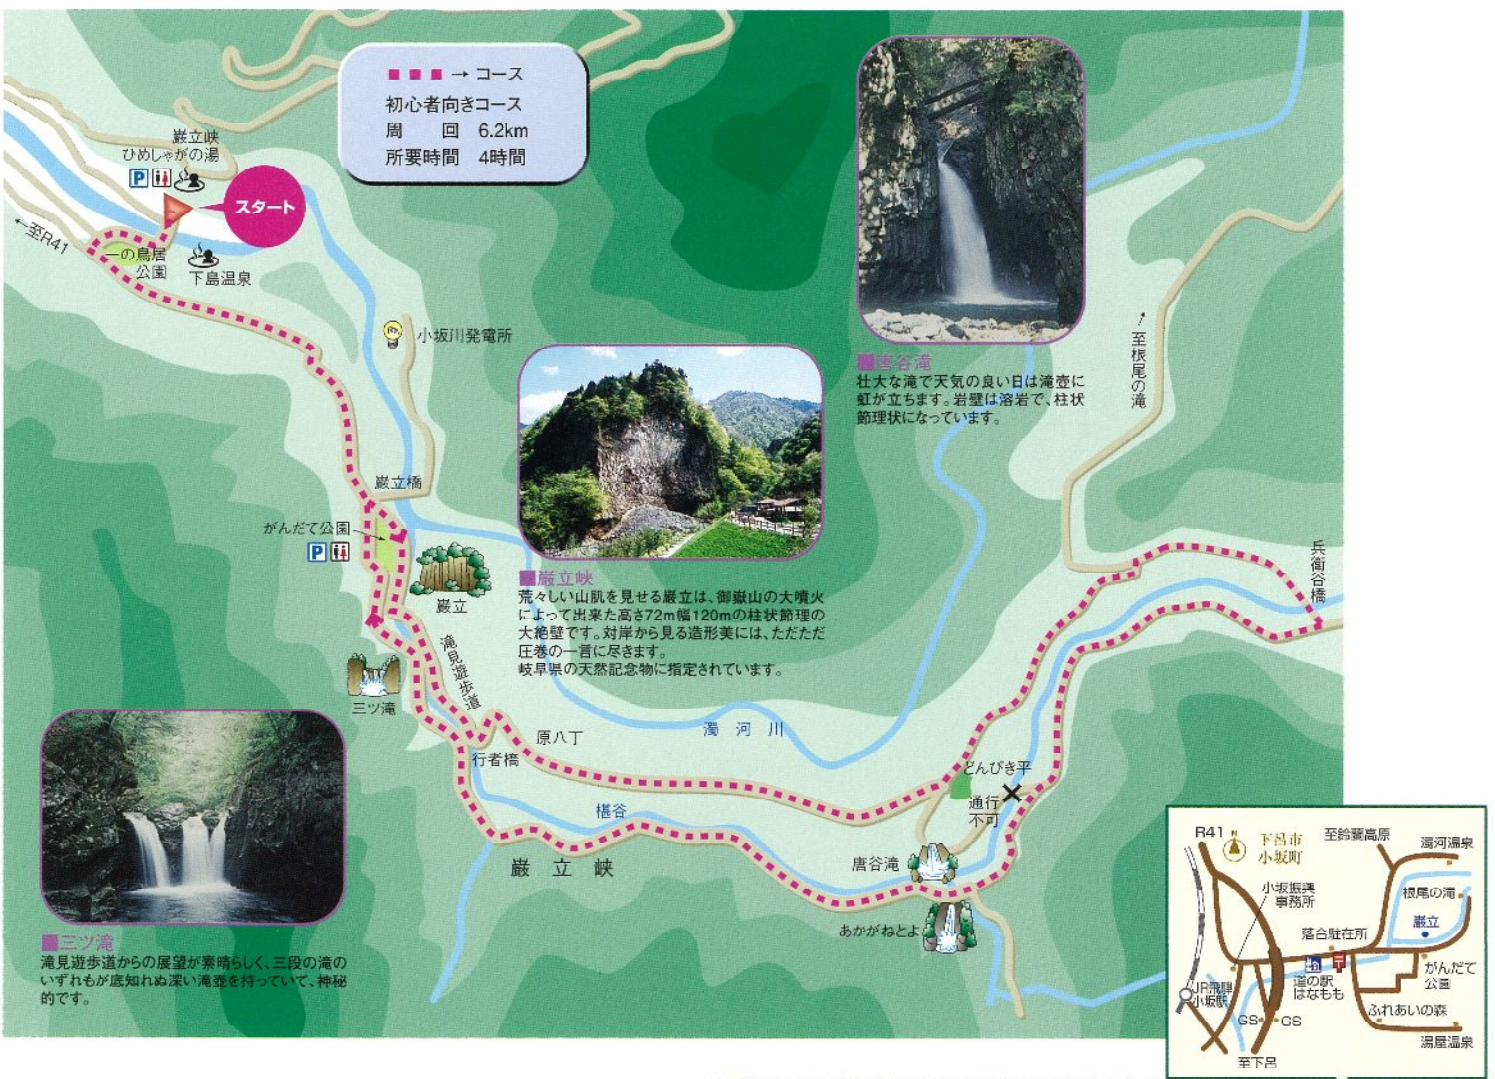 → コース
初心者向きコース
周　　回　6.2km
所要時間　4時間
巌立峡
ひめしゃがの湯
P
スタート
←至R41
一の鳥居
公園
下島温泉
小坂川発電所
巌立橋
がんだて公園
P
巌立
滝見遊歩道
三ツ滝
行者橋
原八丁
濁河川
椹谷
巌立峡
どんびき平
通行
不可
唐谷滝
あかがねとよ
兵衛谷橋
→至根尾の滝
■唐谷滝
壮大な滝で天気の良い日は滝壺に
虹が立ちます。岩壁は溶岩で、柱状
節理状になっています。
■巌立峡
荒々しい山肌を見せる巌立は、御嶽山の大噴火
によって出来た高さ72m幅120mの柱状節理の
大絶壁です。対岸から見る造形美には、ただただ
圧巻の一言に尽きます。
岐阜県の天然記念物に指定されています。
■三ツ滝
滝見遊歩道からの展望が素晴らしく、三段の滝の
いずれもが底知れぬ深い滝壺を持っていて、神秘
的です。
R41
N
下呂市
小坂町
至鈴蘭高原
濁河温泉
小坂振興
事務所
根尾の滝
巌立
落合駐在所
道の駅
はなもも
がんだて
公園
JR飛騨
小坂駅
GS
GS
ふれあいの森
湯屋温泉
至下呂